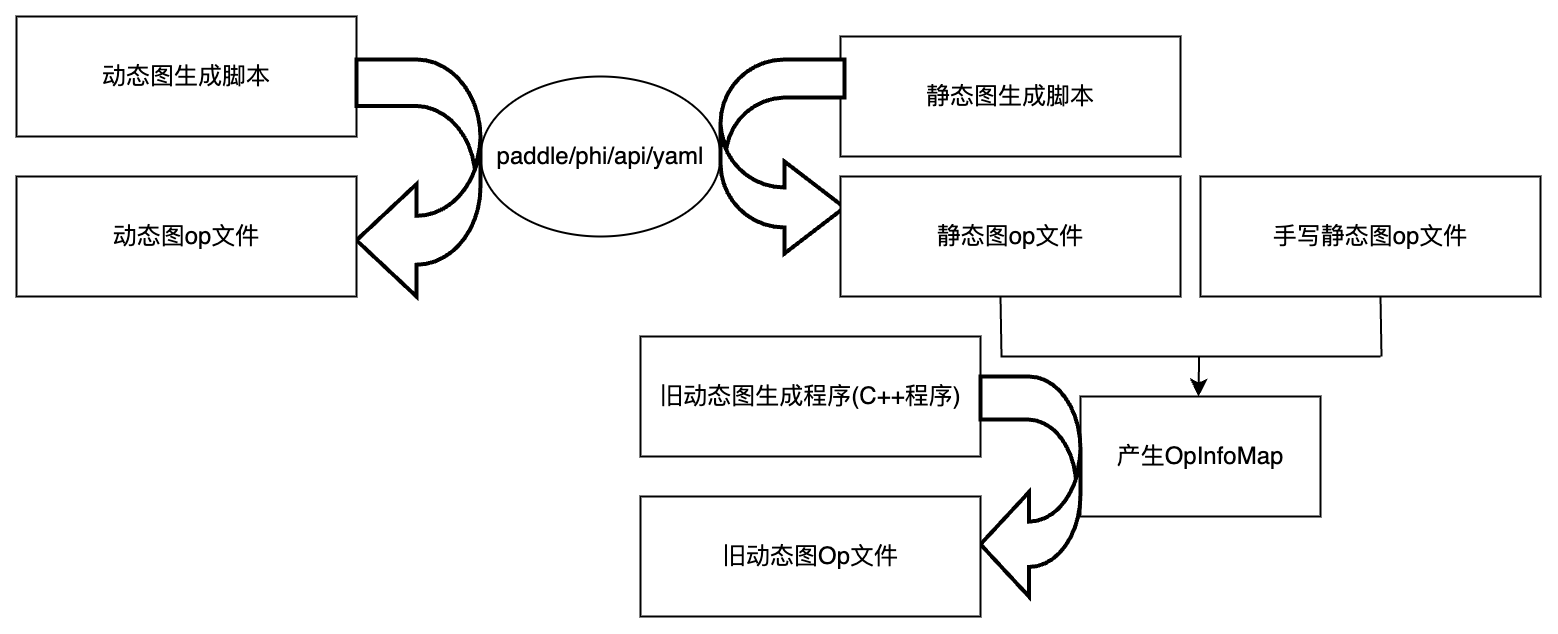 动态图生成脚本
静态图生成脚本
paddle/phi/api/yaml
动态图op文件
静态图op文件
手写静态图op文件
旧动态图生成程序(C++程序)
产生OpInfoMap
旧动态图Op文件